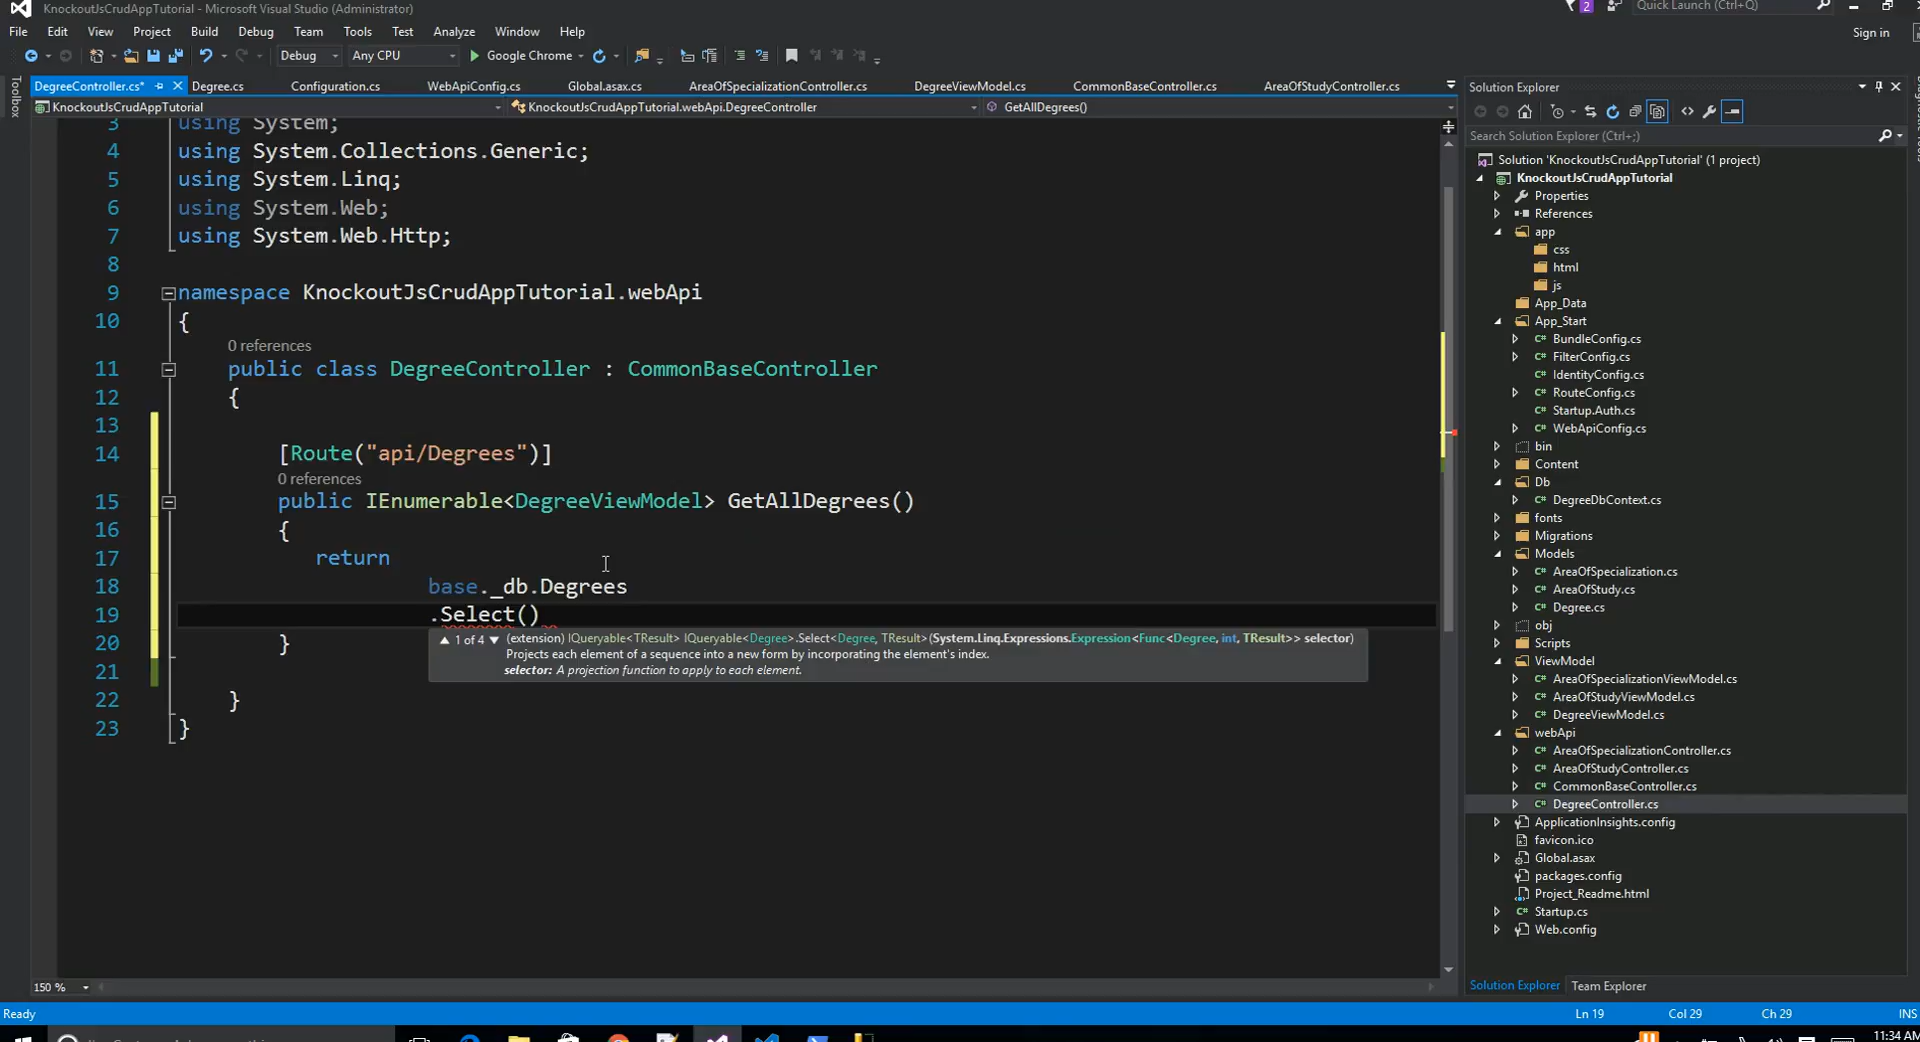 KnockoutJsCrudAppTutorial - Microsoft Visual Studio (Administrator)
2
Quick Launch (Ctrl+Q)
File Edit View Project Build Debug Team Tools Test Analyze Window Help
Sign in
Debug Any CPU Google Chrome
Toolbox
DegreeController.cs* Degree.cs Configuration.cs WebApiConfig.cs Global.asax.cs AreaOfSpecializationController.cs DegreeViewModel.cs CommonBaseController.cs AreaOfStudyController.cs
KnockoutJsCrudAppTutorial KnockoutJsCrudAppTutorial.webApi.DegreeController GetAllDegrees()
3 using System;
4 using System.Collections.Generic;
5 using System.Linq;
6 using System.Web;
7 using System.Web.Http;
8
9 namespace KnockoutJsCrudAppTutorial.webApi
10 {
0 references
11 public class DegreeController : CommonBaseController
12 {
13
14 [Route("api/Degrees")]
0 references
15 public IEnumerable<DegreeViewModel> GetAllDegrees()
16 {
17 return
18 base._db.Degrees
19 .Select()
1 of 4 (extension) IQueryable<TResult> IQueryable<Degree>.Select<Degree, TResult>(System.Linq.Expressions.Expression<Func<Degree, int, TResult>> selector)
Projects each element of a sequence into a new form by incorporating the element's index.
selector: A projection function to apply to each element.
20 }
21
22 }
23 }
150 %
Solution Explorer
Search Solution Explorer (Ctrl+;)
Solution 'KnockoutJsCrudAppTutorial' (1 project)
KnockoutJsCrudAppTutorial
Properties
References
app
css
html
js
App_Data
App_Start
BundleConfig.cs
FilterConfig.cs
IdentityConfig.cs
RouteConfig.cs
Startup.Auth.cs
WebApiConfig.cs
bin
Content
Db
DegreeDbContext.cs
fonts
Migrations
Models
AreaOfSpecialization.cs
AreaOfStudy.cs
Degree.cs
obj
Scripts
ViewModel
AreaOfSpecializationViewModel.cs
AreaOfStudyViewModel.cs
DegreeViewModel.cs
webApi
AreaOfSpecializationController.cs
AreaOfStudyController.cs
CommonBaseController.cs
DegreeController.cs
ApplicationInsights.config
favicon.ico
Global.asax
packages.config
Project_Readme.html
Startup.cs
Web.config
Solution Explorer Team Explorer
Ready Ln 19 Col 29 Ch 29 INS
11:34 AM